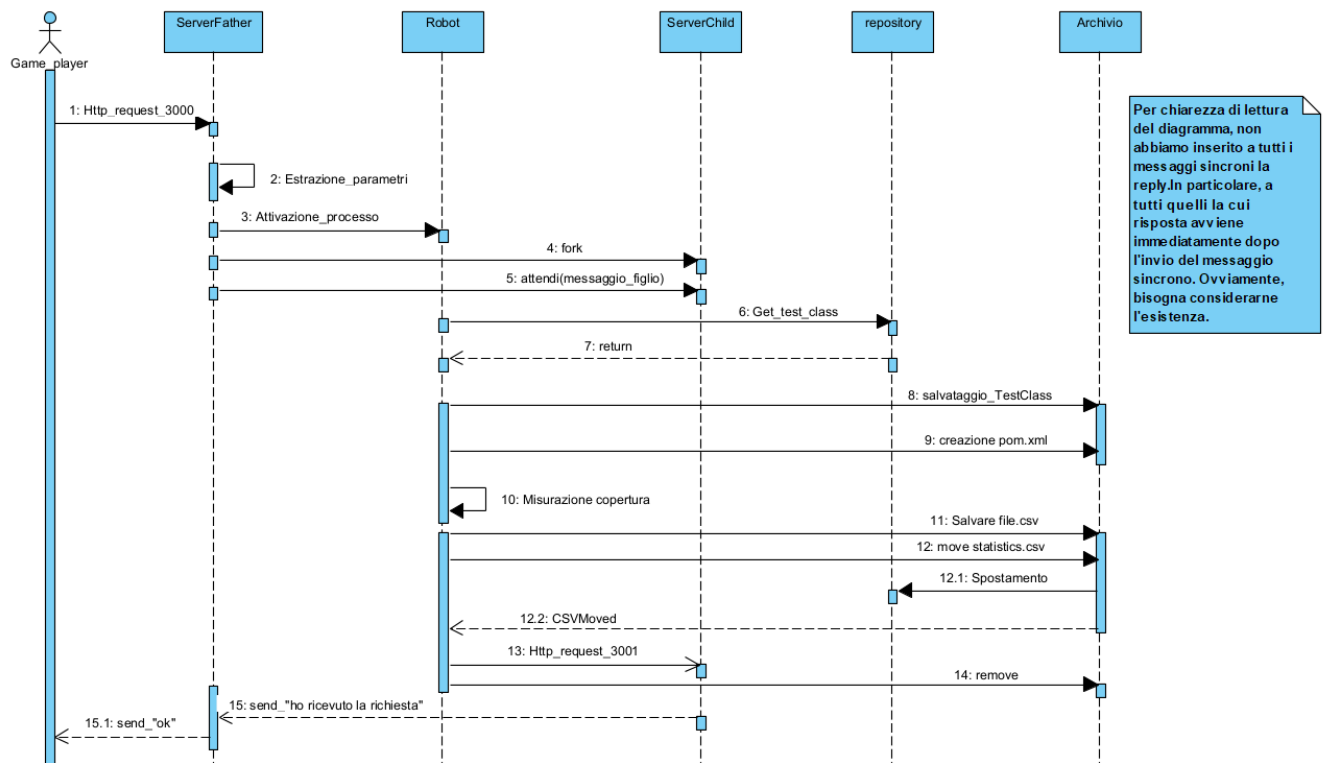 ServerFather
Robot
ServerChild
repository
Archivio
Game_player
1: Http_request_3000
2: Estrazione_parametri
3: Attivazione_processo
4: fork
5: attendi(messaggio_figlio)
6: Get_test_class
7: return
8: salvataggio_TestClass
9: creazione pom.xml
10: Misurazione copertura
11: Salvare file.csv
12: move statistics.csv
12.1: Spostamento
12.2: CSVMoved
13: Http_request_3001
14: remove
15: send_"ho ricevuto la richiesta"
15.1: send_"ok"
Per chiarezza di lettura
del diagramma, non
abbiamo inserito a tutti i
messaggi sincroni la
reply.In particolare, a
tutti quelli la cui
risposta avviene
immediatamente dopo
l'invio del messaggio
sincrono. Ovviamente,
bisogna considerarne
l'esistenza.